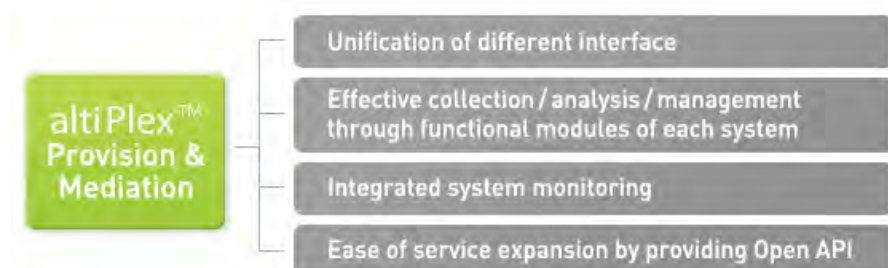 altiPlex™
Provision &
Mediation
Unification of different interface
Effective collection / analysis / management
through functional modules of each system
Integrated system monitoring
Ease of service expansion by providing Open API